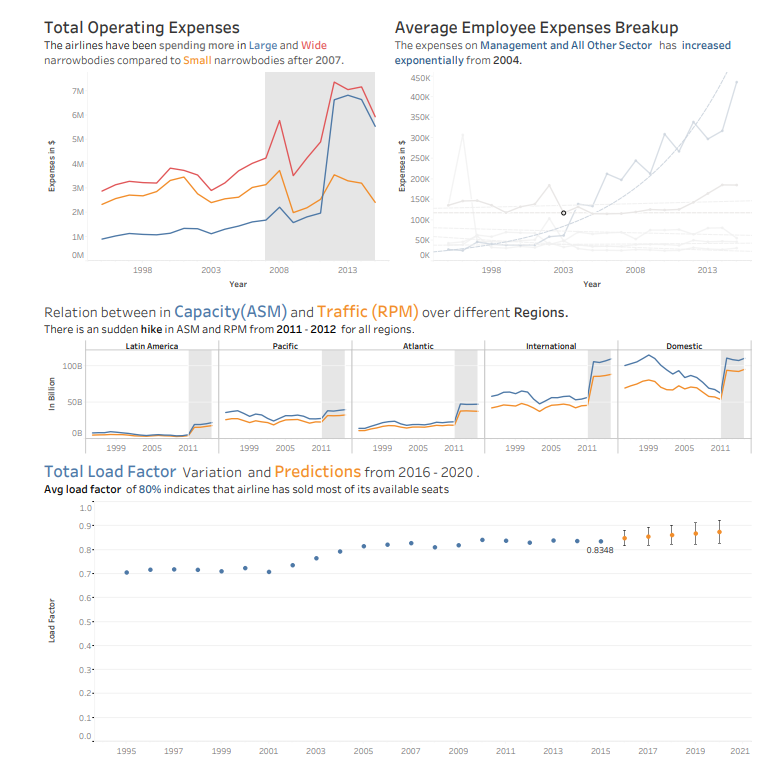 Total Operating Expenses
The airlines have been spending more in Large and Wide
narrowbodies compared to Small narrowbodies after 2007.
7M
6M
5M
4M
3M
2M
1M
0M
Expenses in $
1998 2003 2008 2013
Year
Average Employee Expenses Breakup
The expenses on Management and All Other Sector has increased
exponentially from 2004.
450K
400K
350K
300K
250K
200K
150K
100K
50K
0K
Expenses in $
1998 2003 2008 2013
Year
Relation between in Capacity(ASM) and Traffic (RPM) over different Regions.
There is an sudden hike in ASM and RPM from 2011 - 2012 for all regions.
Latin America Pacific Atlantic International Domestic
100B
50B
0B
In Billion
1999 2005 2011 1999 2005 2011 1999 2005 2011 1999 2005 2011 1999 2005 2011
Total Load Factor Variation and Predictions from 2016 - 2020 .
Avg load factor of 80% indicates that airline has sold most of its available seats
1.0
0.9
0.8
0.7
0.6
0.5
0.4
0.3
0.2
0.1
0.0
Load Factor
0.8348
1995 1997 1999 2001 2003 2005 2007 2009 2011 2013 2015 2017 2019 2021